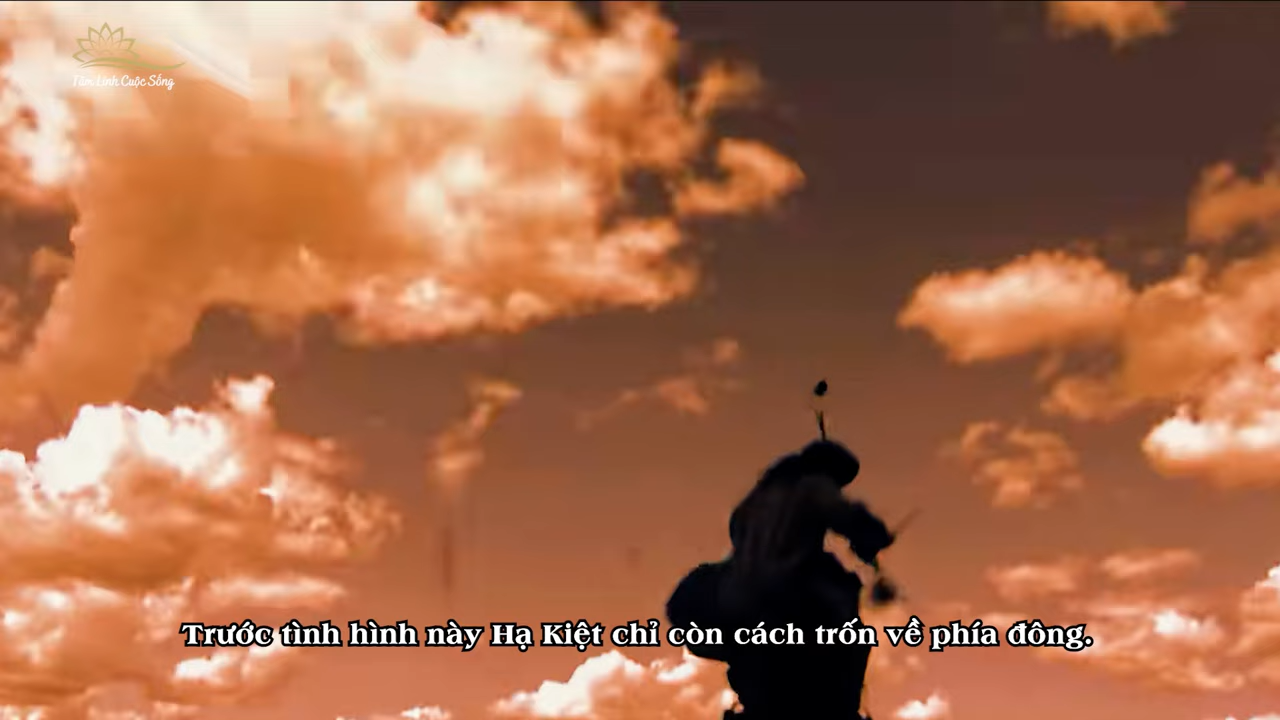 Tâm Linh Cuộc Sống
Trước tình hình này Hạ Kiệt chỉ còn cách trốn về phía đông.